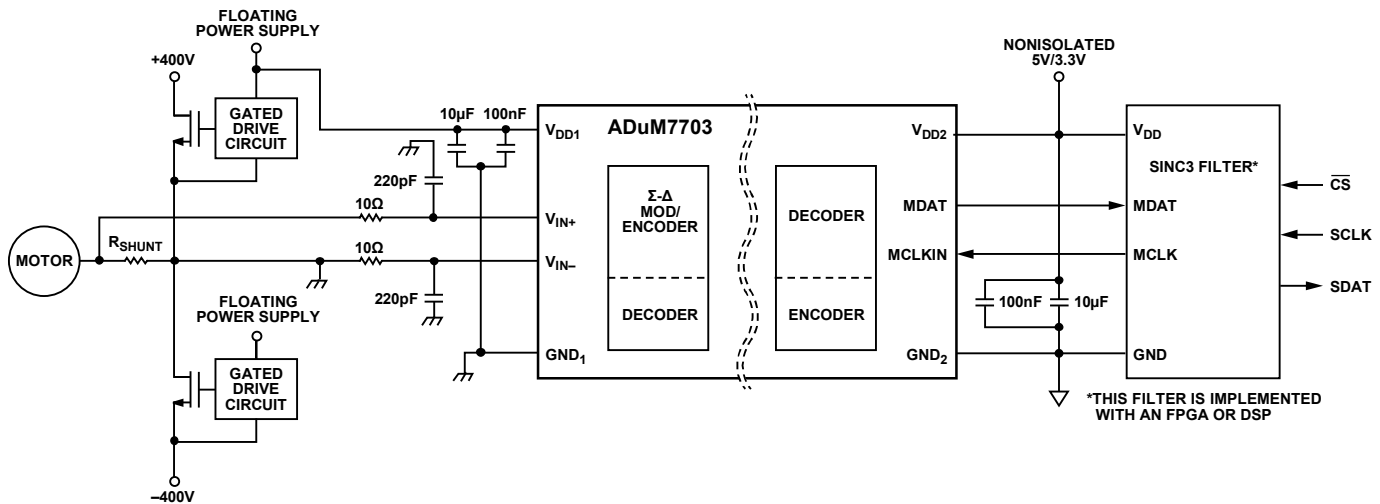 FLOATING
POWER SUPPLY
+400V
GATED
DRIVE
CIRCUIT
MOTOR
RSHUNT
FLOATING
POWER SUPPLY
GATED
DRIVE
CIRCUIT
–400V
10µF
100nF
220pF
10Ω
10Ω
220pF
ADuM7703
VDD1
VIN+
VIN–
GND1
Σ-Δ
MOD/
ENCODER
DECODER
DECODER
ENCODER
VDD2
MDAT
MCLKIN
GND2
NONISOLATED
5V/3.3V
100nF
10µF
VDD
SINC3 FILTER*
MDAT
MCLK
GND
CS
SCLK
SDAT
*THIS FILTER IS IMPLEMENTED
WITH AN FPGA OR DSP